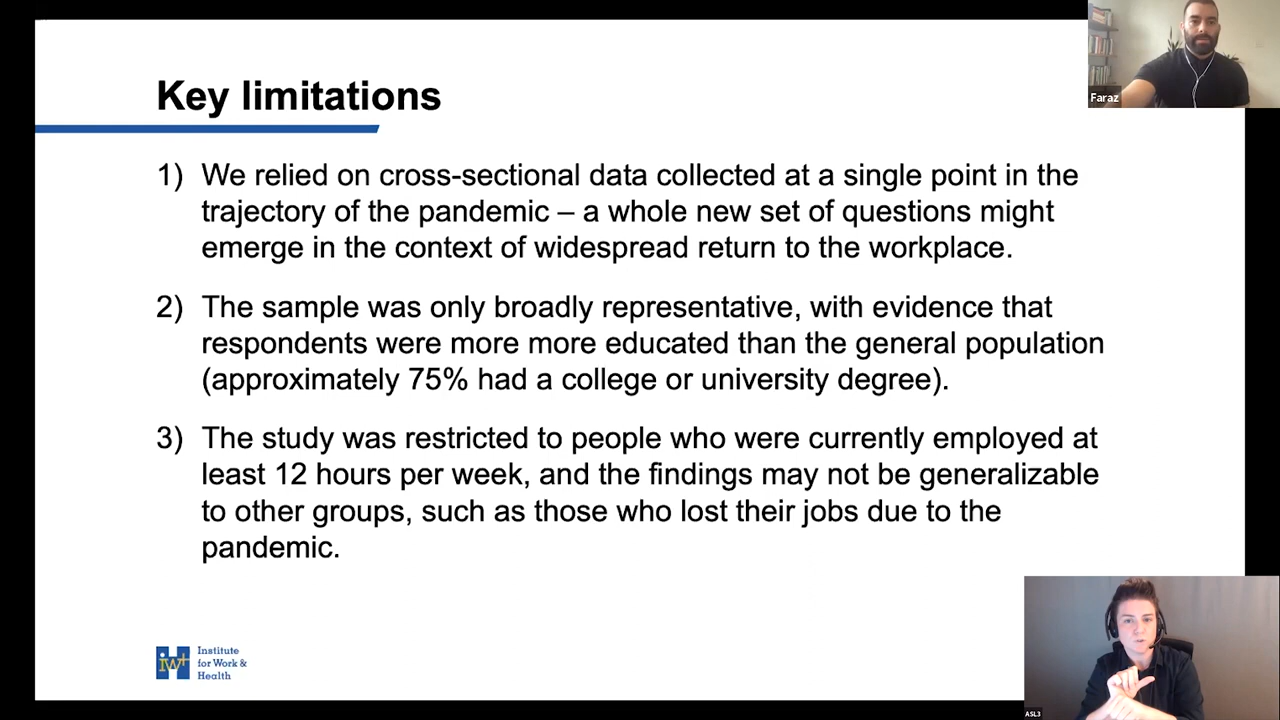 Key limitations
1) We relied on cross-sectional data collected at a single point in the
trajectory of the pandemic – a whole new set of questions might
emerge in the context of widespread return to the workplace.
2) The sample was only broadly representative, with evidence that
respondents were more more educated than the general population
(approximately 75% had a college or university degree).
3) The study was restricted to people who were currently employed at
least 12 hours per week, and the findings may not be generalizable
to other groups, such as those who lost their jobs due to the
pandemic.
iw+
Institute
for Work &
Health
Faraz
ASL3